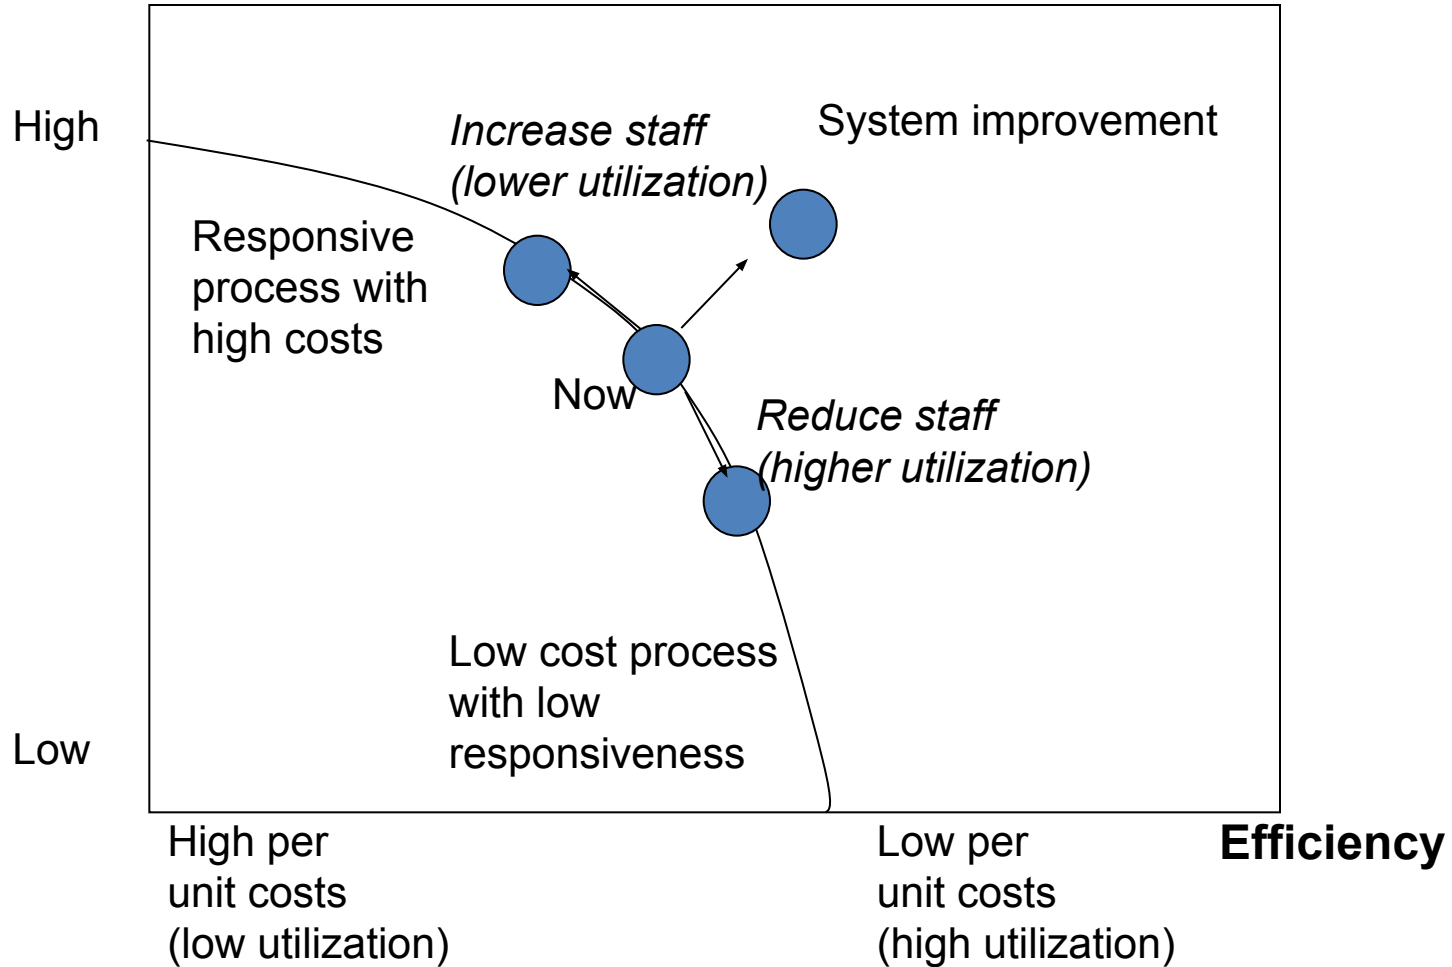 High
Increase staff
(lower utilization)
System improvement
Responsive
process with
high costs
Now
Reduce staff
(higher utilization)
Low cost process
with low
responsiveness
Low
High per
unit costs
(low utilization)
Low per
unit costs
(high utilization)
Efficiency